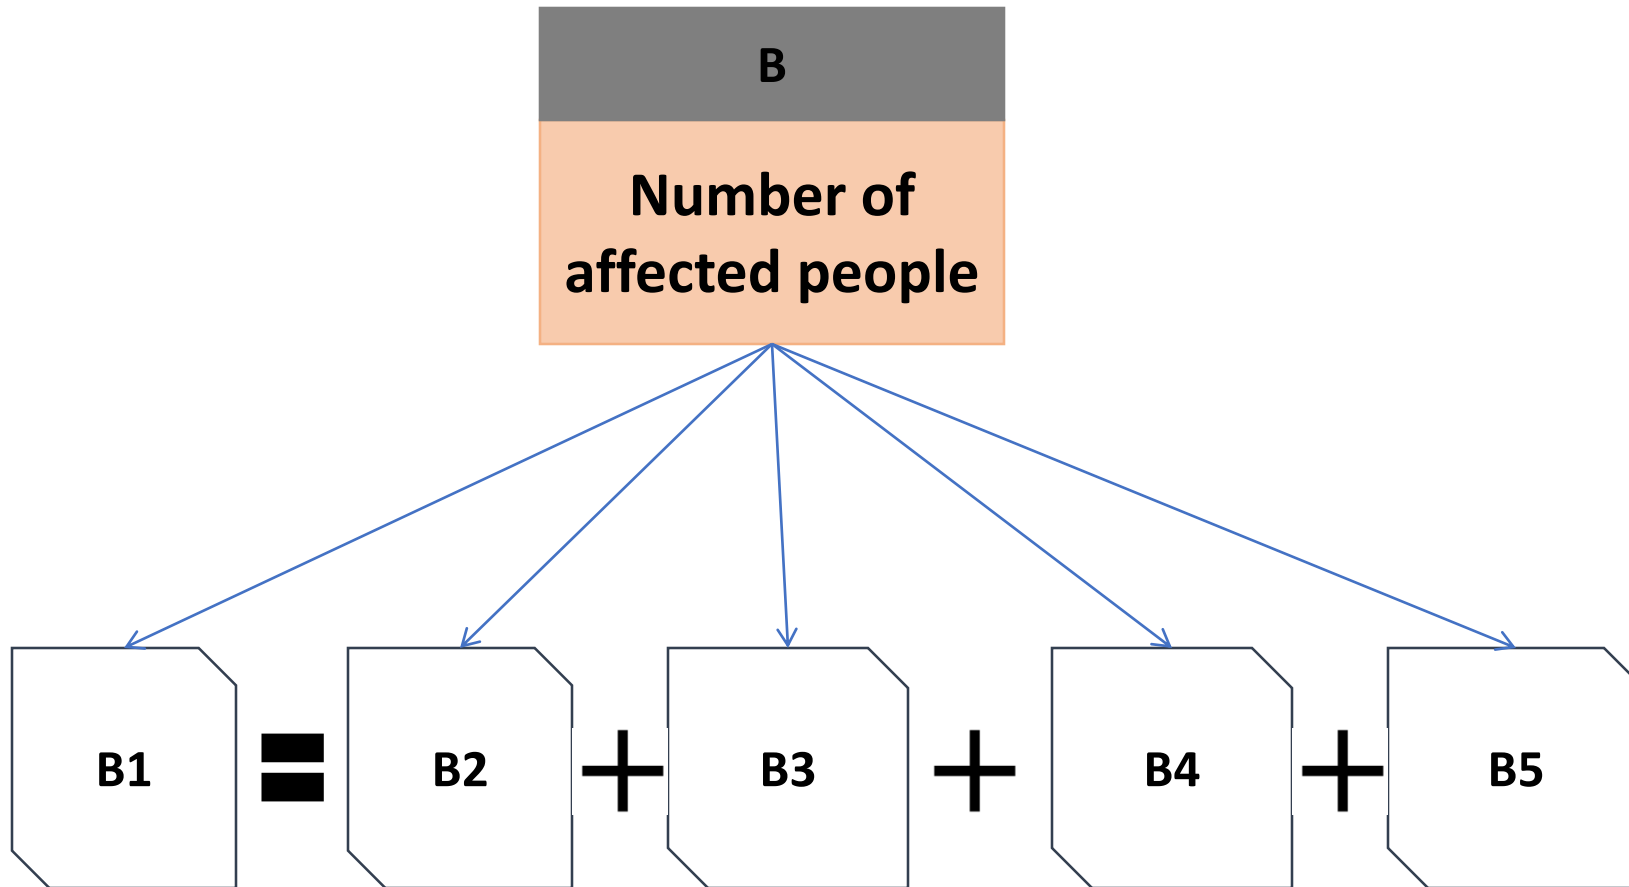 B
Number of
affected people
B1 = B2 + B3 + B4 + B5